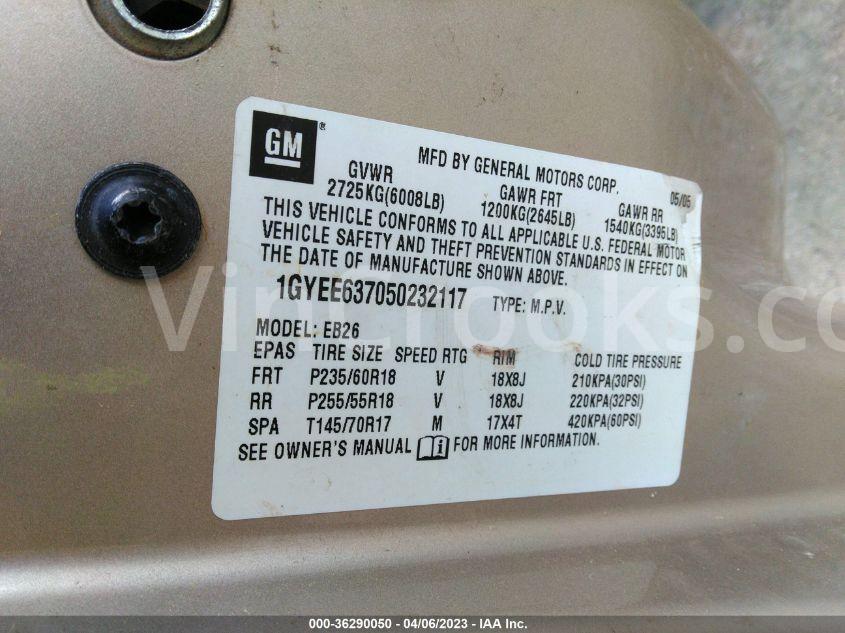 GM ®
MFD BY GENERAL MOTORS CORP. 05/05
GVWR GAWR FRT GAWR RR
2725KG(6008LB) 1200KG(2645LB) 1540KG(3395LB)
THIS VEHICLE CONFORMS TO ALL APPLICABLE U.S. FEDERAL MOTOR
VEHICLE SAFETY AND THEFT PREVENTION STANDARDS IN EFFECT ON
THE DATE OF MANUFACTURE SHOWN ABOVE.
1GYEE637050232117 TYPE: M.P.V.
MODEL: EB26
EPAS TIRE SIZE SPEED RTG RIM COLD TIRE PRESSURE
FRT P235/60R18 V 18X8J 210KPA(30PSI)
RR P255/55R18 V 18X8J 220KPA(32PSI)
SPA T145/70R17 M 17X4T 420KPA(60PSI)
SEE OWNER'S MANUAL i FOR MORE INFORMATION.
VinCrooks.com
000-36290050 - 04/06/2023 - IAA Inc.